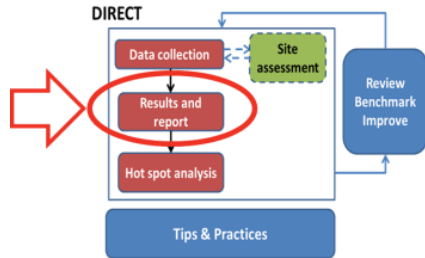 DIRECT
Data collection
Site
assessment
Results and
report
Hot spot analysis
Review
Benchmark
Improve
Tips & Practices